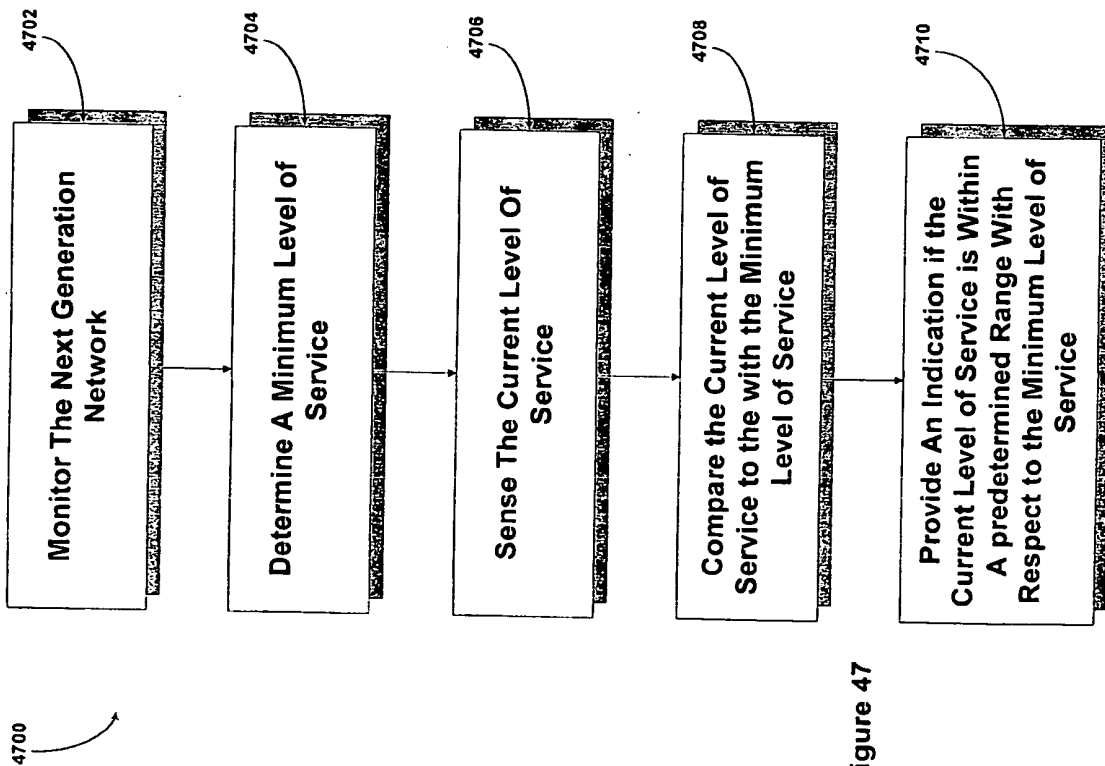 4700
4702
Monitor The Next Generation
Network
4704
Determine A Minimum Level of
Service
4706
Sense The Current Level Of
Service
4708
Compare the Current Level of
Service to the with the Minimum
Level of Service
4710
Provide An Indication if the
Current Level of Service is Within
A predetermined Range With
Respect to the Minimum Level of
Service
igure 47